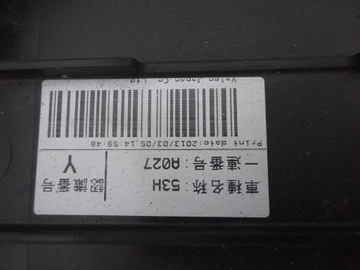 車種名称:53H
認識番号
一連番号:A027
Y
Print date:2013/03/05.14:59:48
Valeo Japan Co.,Ltd